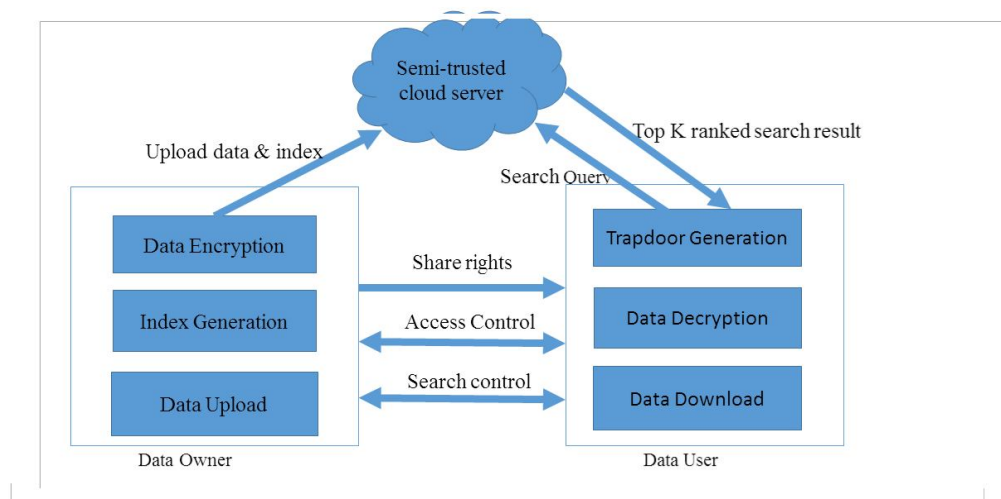 Semi-trusted
cloud server
Upload data & index
Top K ranked search result
Search Query
Data Encryption
Index Generation
Data Upload
Data Owner
Share rights
Access Control
Search control
Trapdoor Generation
Data Decryption
Data Download
Data User